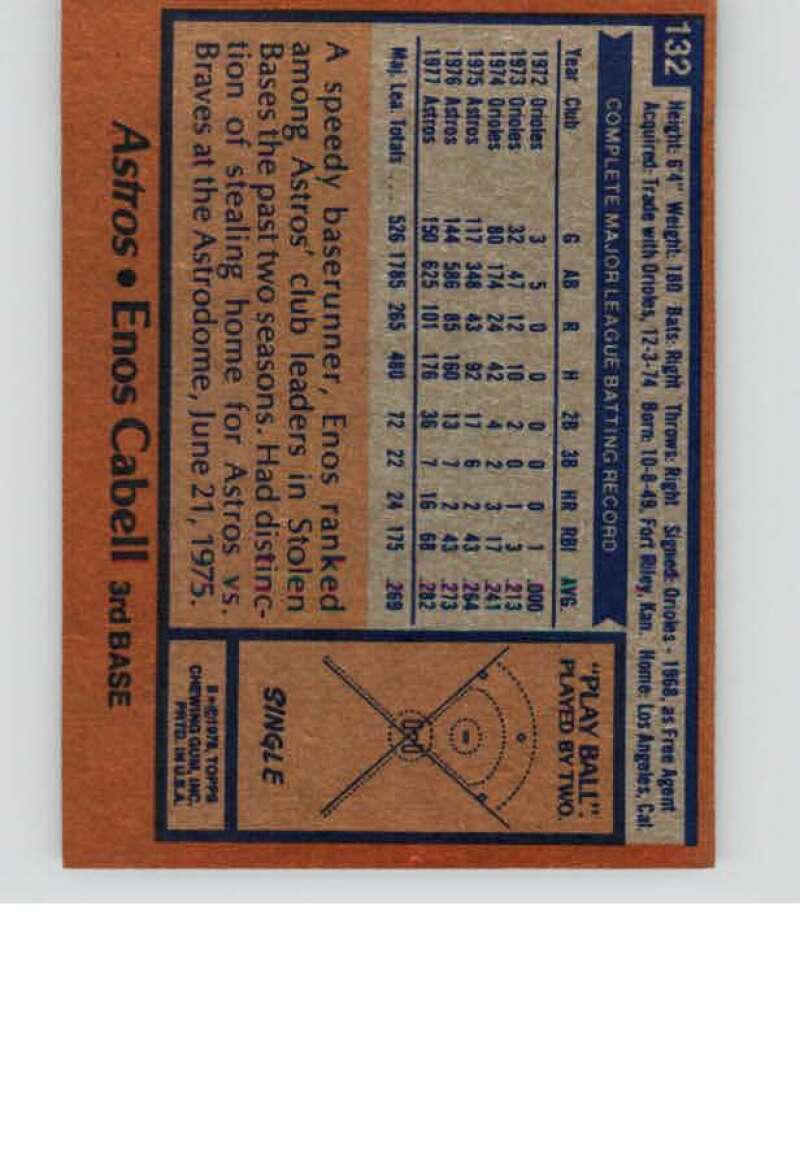 132
Height: 6'4" Weight: 180 Bats: Right Throws: Right Signed: Orioles - 1968, as Free Agent
Acquired: Trade with Orioles, 12-3-74 Born: 10-8-49, Fort Riley, Kan. Home: Los Angeles, Cal.
COMPLETE MAJOR LEAGUE BATTING RECORD
Year Club G AB R H 2B 3B HR RBI AVG.
1972 Orioles 3 5 0 0 0 0 0 1 .000
1973 Orioles 32 47 12 10 2 0 1 3 .213
1974 Orioles 80 174 24 42 4 2 3 17 .241
1975 Astros 117 348 43 92 17 6 2 43 .264
1976 Astros 144 586 85 160 13 7 2 43 .273
1977 Astros 150 625 101 176 36 7 16 68 .282
Maj. Lea. Totals ... 526 1785 265 480 72 22 24 175 .269
A speedy baserunner, Enos ranked
among Astros' club leaders in Stolen
Bases the past two seasons. Had distinc-
tion of stealing home for Astros vs.
Braves at the Astrodome, June 21, 1975.
"PLAY BALL"
PLAYED BY TWO.
SINGLE
©1978, TOPPS
CHEWING GUM, INC.
PRTD. IN U.S.A.
Astros • Enos Cabell 3rd BASE